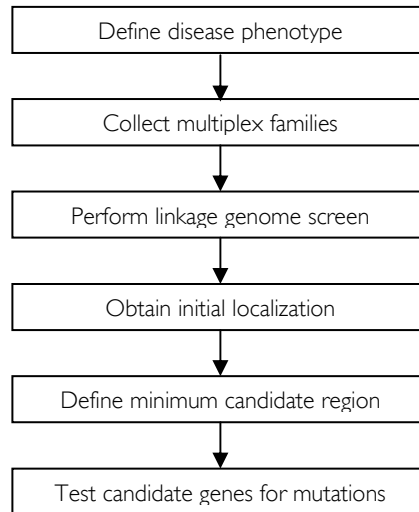 Define disease phenotype
Collect multiplex families
Perform linkage genome screen
Obtain initial localization
Define minimum candidate region
Test candidate genes for mutations